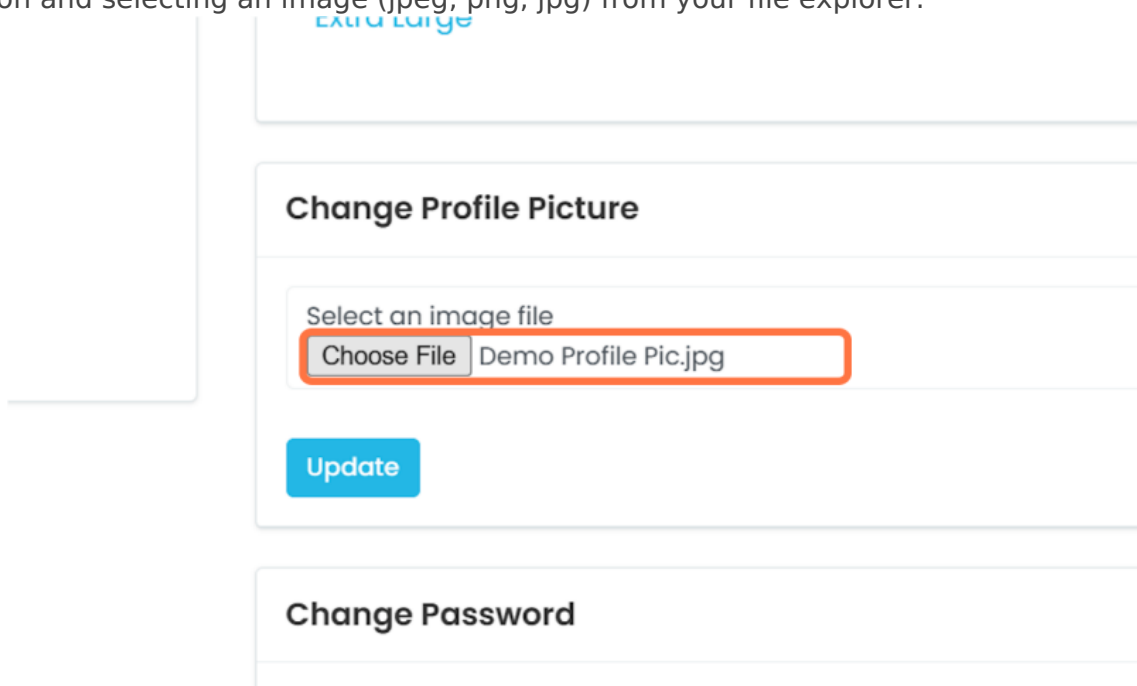 on and selecting an image (jpeg, png, jpg) from your file explorer.
Extra Large
Change Profile Picture
Select an image file
Choose File Demo Profile Pic.jpg
Update
Change Password